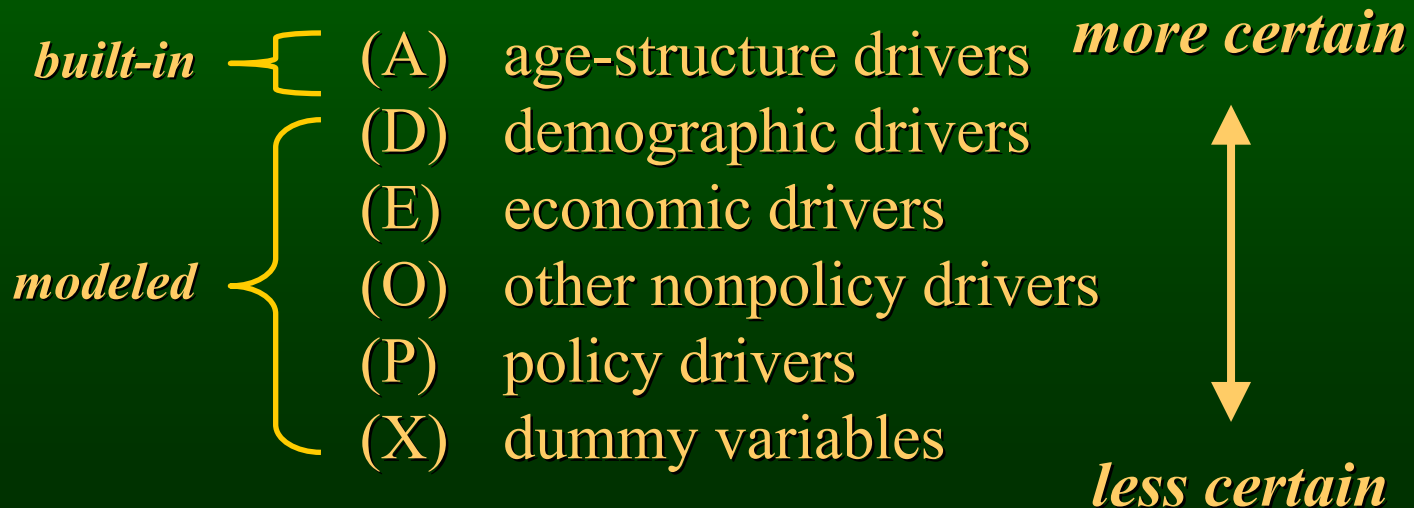 more certain
built-in (A) age-structure drivers
(D) demographic drivers
(E) economic drivers
modeled (O) other nonpolicy drivers
(P) policy drivers
(X) dummy variables
less certain